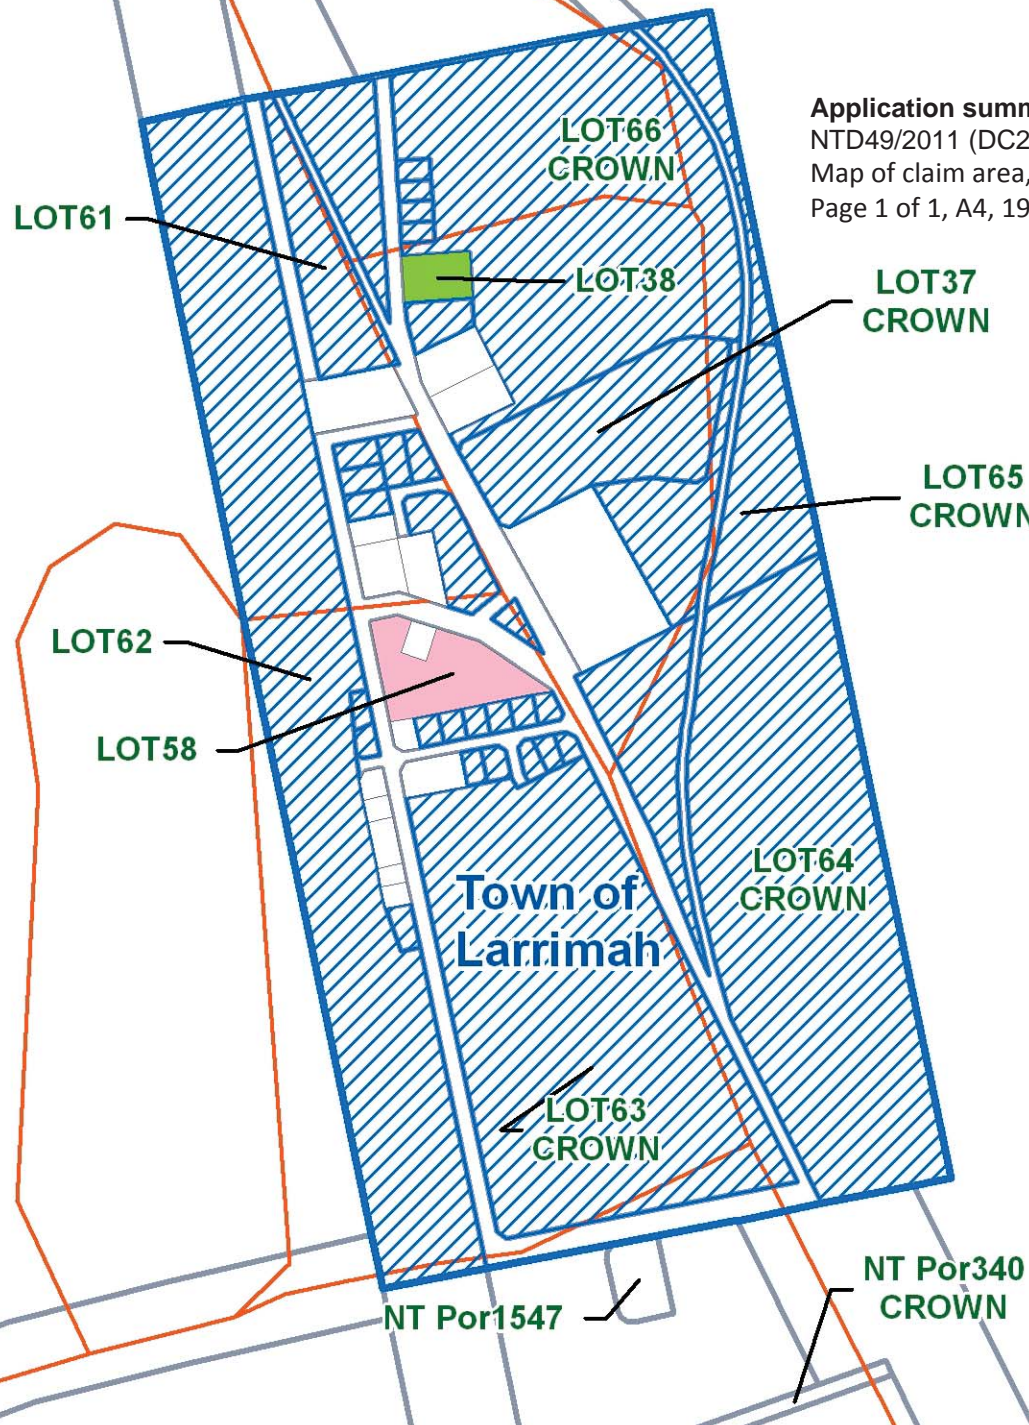 Application summ
NTD49/2011 (DC2
Map of claim area,
Page 1 of 1, A4, 19
LOT66
CROWN
LOT61
LOT38
LOT37
CROWN
LOT65
CROWN
LOT62
LOT58
LOT64
CROWN
Town of
Larrimah
LOT63
CROWN
NT Por1547
NT Por340
CROWN